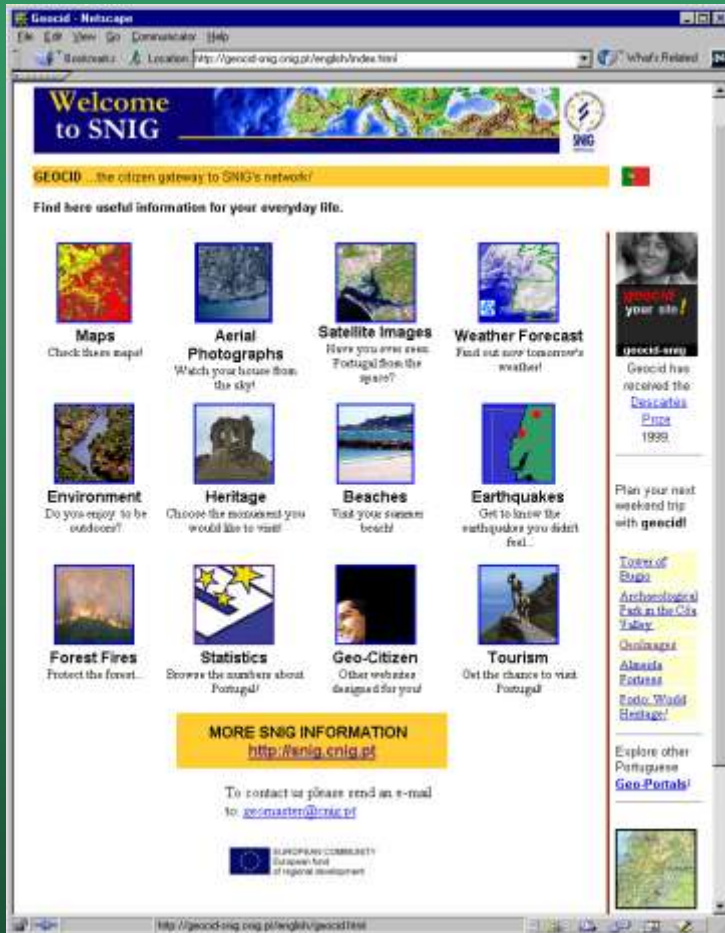 Geocid - Netscape
File Edit View Go Communicator Help
Bookmarks Location: http://geocid-snig.cnig.pt/english/index.html What's Related
Welcome
to SNIG
SNIG
GEOCID ...the citizen gateway to SNIG's network!
Find here useful information for your everyday life.
Maps
Check these maps!
Aerial
Photographs
Watch your house from
the sky!
Satellite Images
Have you ever seen
Portugal from the
space?
Weather Forecast
Find out now tomorrow's
weather!
Environment
Do you enjoy to be
outdoors?
Heritage
Choose the monument you
would like to visit!
Beaches
Visit your summer
beach!
Earthquakes
Get to know the
earthquakes you didn't
feel...
Forest Fires
Protect the forest...
Statistics
Browse the numbers about
Portugal!
Geo-Citizen
Other websites
designed for you!
Tourism
Get the chance to visit
Portugal!
MORE SNIG INFORMATION
http://snig.cnig.pt
To contact us please send an e-mail
to: geomaster@cnig.pt
EUROPEAN COMMUNITY
European fund
of regional development
geocid
your site!
geocid-snig
Geocid has
received the
Descartes
Prize
1999.
Plan your next
weekend trip
with geocid!
Tower of
Bugio
Archaeological
Park in the Côa
Valley
GeoImages
Almeida
Fortress
Porto: World
Heritage!
Explore other
Portuguese
Geo-Portals!
http://geocid-snig.cnig.pt/english/geocid.html